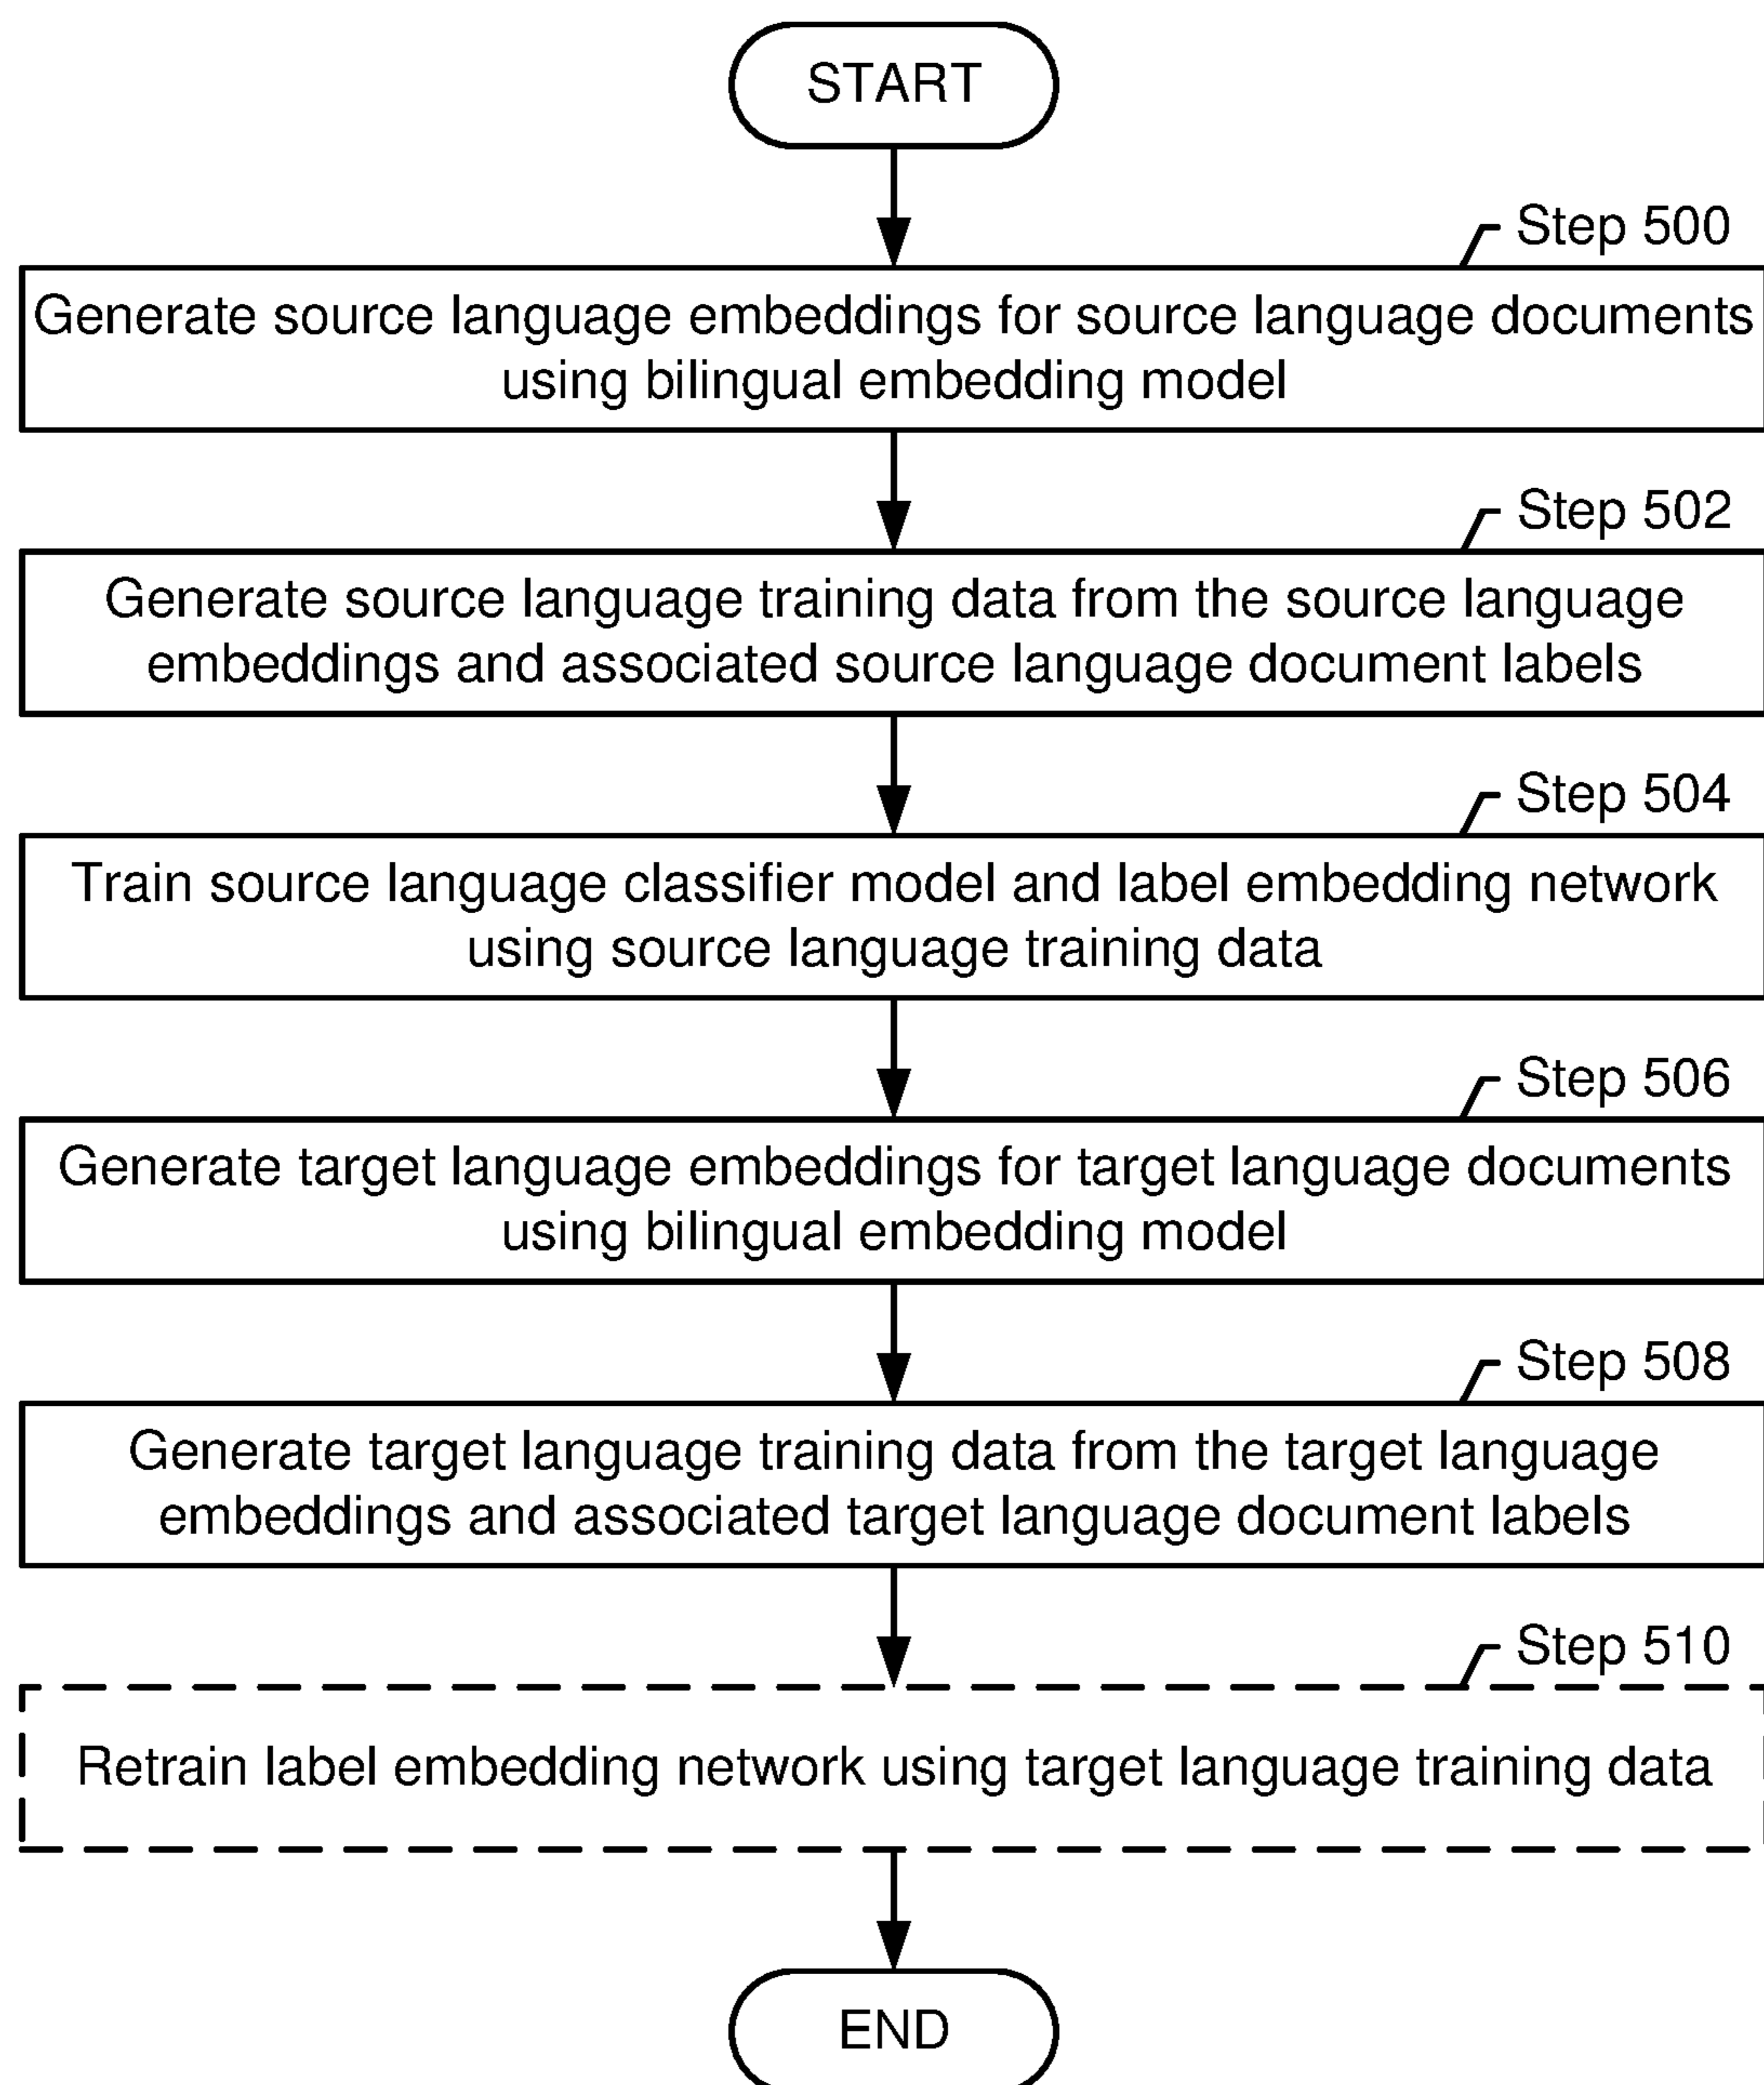 START
Step 500
Generate source language embeddings for source language documents
using bilingual embedding model
Step 502
Generate source language training data from the source language
embeddings and associated source language document labels
Step 504
Train source language classifier model and label embedding network
using source language training data
Step 506
Generate target language embeddings for target language documents
using bilingual embedding model
Step 508
Generate target language training data from the target language
embeddings and associated target language document labels
Step 510
Retrain label embedding network using target language training data
END